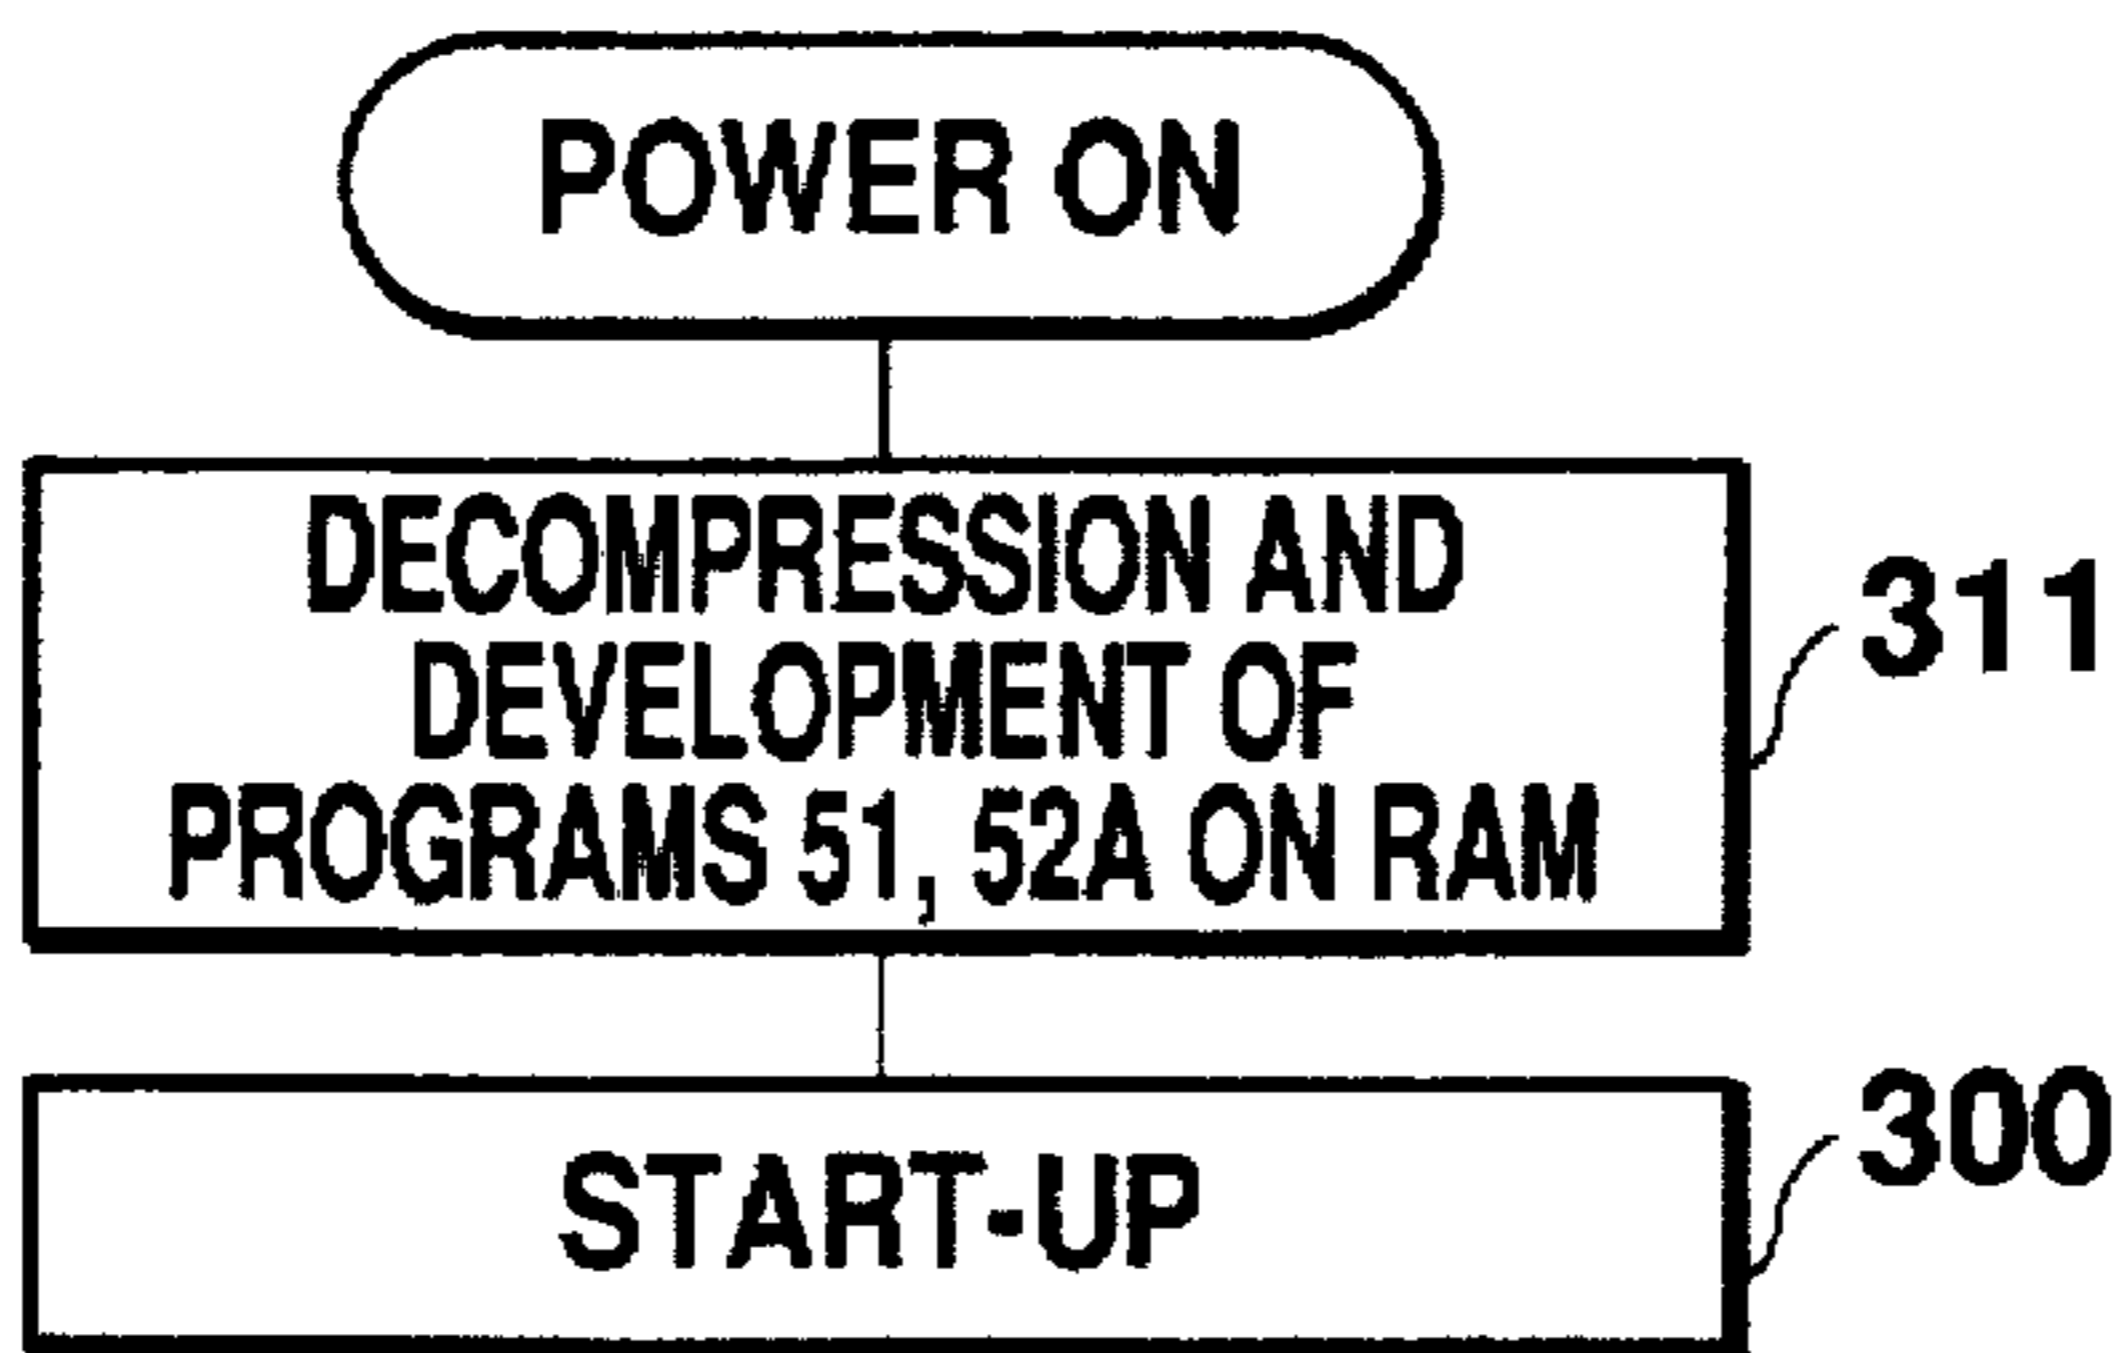 POWER ON
DECOMPRESSION AND
DEVELOPMENT OF
PROGRAMS 51, 52A ON RAM
311
START-UP
300